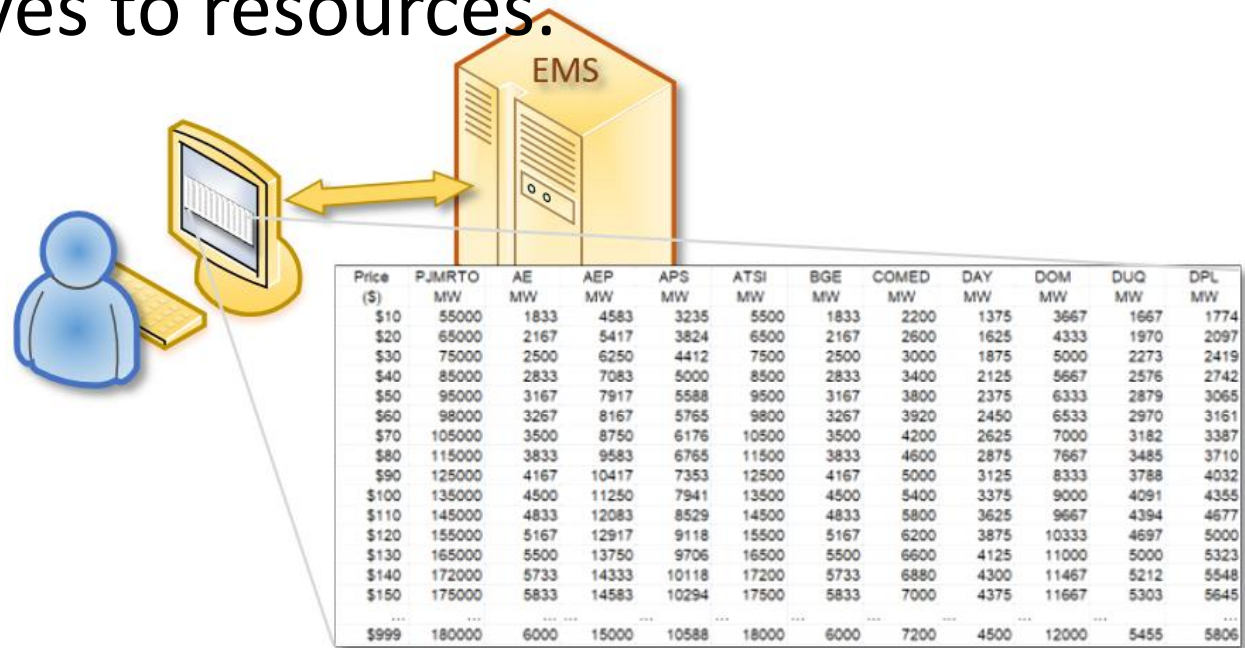 ves to resources.
EMS
Price PJMRTO AE AEP APS ATSI BGE COMED DAY DOM DUQ DPL
($) MW MW MW MW MW MW MW MW MW MW MW
$10 55000 1833 4583 3235 5500 1833 2200 1375 3667 1667 1774
$20 65000 2167 5417 3824 6500 2167 2600 1625 4333 1970 2097
$30 75000 2500 6250 4412 7500 2500 3000 1875 5000 2273 2419
$40 85000 2833 7083 5000 8500 2833 3400 2125 5667 2576 2742
$50 95000 3167 7917 5588 9500 3167 3800 2375 6333 2879 3065
$60 98000 3267 8167 5765 9800 3267 3920 2450 6533 2970 3161
$70 105000 3500 8750 6176 10500 3500 4200 2625 7000 3182 3387
$80 115000 3833 9583 6765 11500 3833 4600 2875 7667 3485 3710
$90 125000 4167 10417 7353 12500 4167 5000 3125 8333 3788 4032
$100 135000 4500 11250 7941 13500 4500 5400 3375 9000 4091 4355
$110 145000 4833 12083 8529 14500 4833 5800 3625 9667 4394 4677
$120 155000 5167 12917 9118 15500 5167 6200 3875 10333 4697 5000
$130 165000 5500 13750 9706 16500 5500 6600 4125 11000 5000 5323
$140 172000 5733 14333 10118 17200 5733 6880 4300 11467 5212 5548
$150 175000 5833 14583 10294 17500 5833 7000 4375 11667 5303 5645
... ... ... ... ... ... ... ... ... ... ... ...
$999 180000 6000 15000 10588 18000 6000 7200 4500 12000 5455 5806